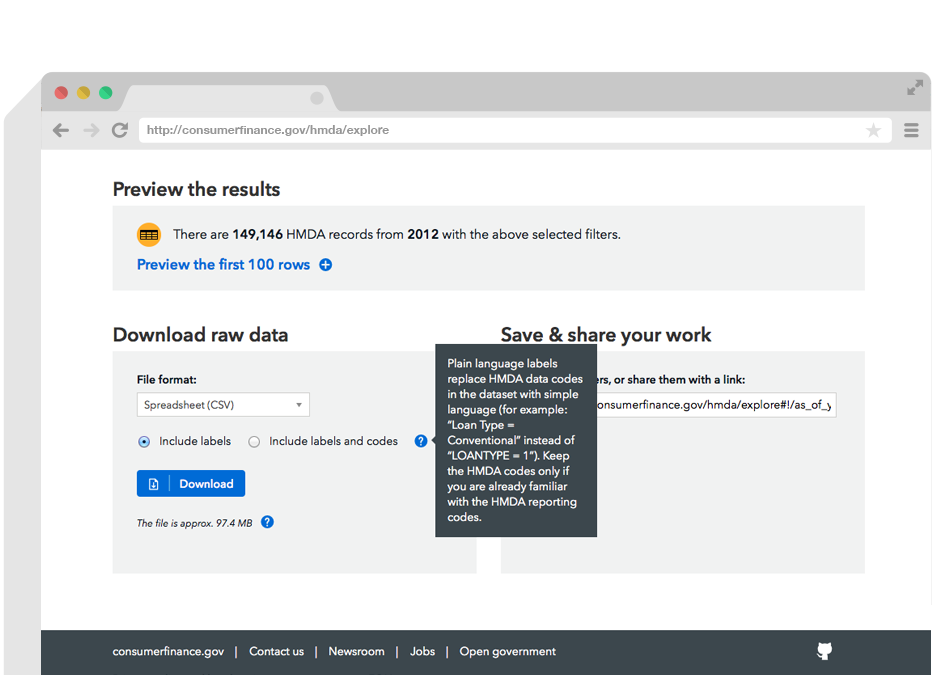 http://consumerfinance.gov/hmda/explore
Preview the results
There are 149,146 HMDA records from 2012 with the above selected filters.
Preview the first 100 rows
Download raw data
File format:
Spreadsheet (CSV)
Include labels
Include labels and codes
Download
The file is approx. 97.4 MB
Plain language labels
replace HMDA data codes
in the dataset with simple
language (for example:
“Loan Type =
Conventional” instead of
“LOANTYPE = 1”). Keep
the HMDA codes only if
you are already familiar
with the HMDA reporting
codes.
Save & share your work
or share them with a link:
onsumerfinance.gov/hmda/explore#!/as_of_y
consumerfinance.gov | Contact us | Newsroom | Jobs | Open government